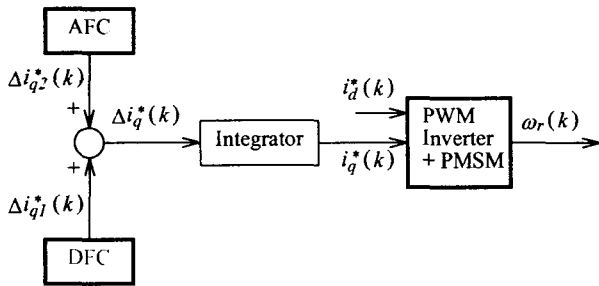 AFC
Δi*q2(k)
+
Δi*q(k)
Integrator
i*d(k)
i*q(k)
PWM
Inverter
+ PMSM
ωr(k)
+
Δi*q1(k)
DFC